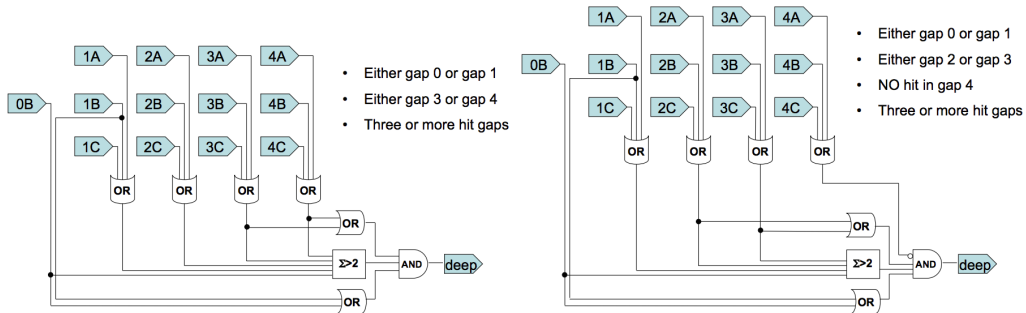 1A 2A 3A 4A
• Either gap 0 or gap 1
• Either gap 3 or gap 4
• Three or more hit gaps
0B 1B 2B 3B 4B
1C 2C 3C 4C
OR OR OR OR
OR
Σ>2
AND
deep
OR
1A 2A 3A 4A
• Either gap 0 or gap 1
• Either gap 2 or gap 3
• NO hit in gap 4
• Three or more hit gaps
0B 1B 2B 3B 4B
1C 2C 3C 4C
OR OR OR OR
OR
Σ>2
AND
deep
OR